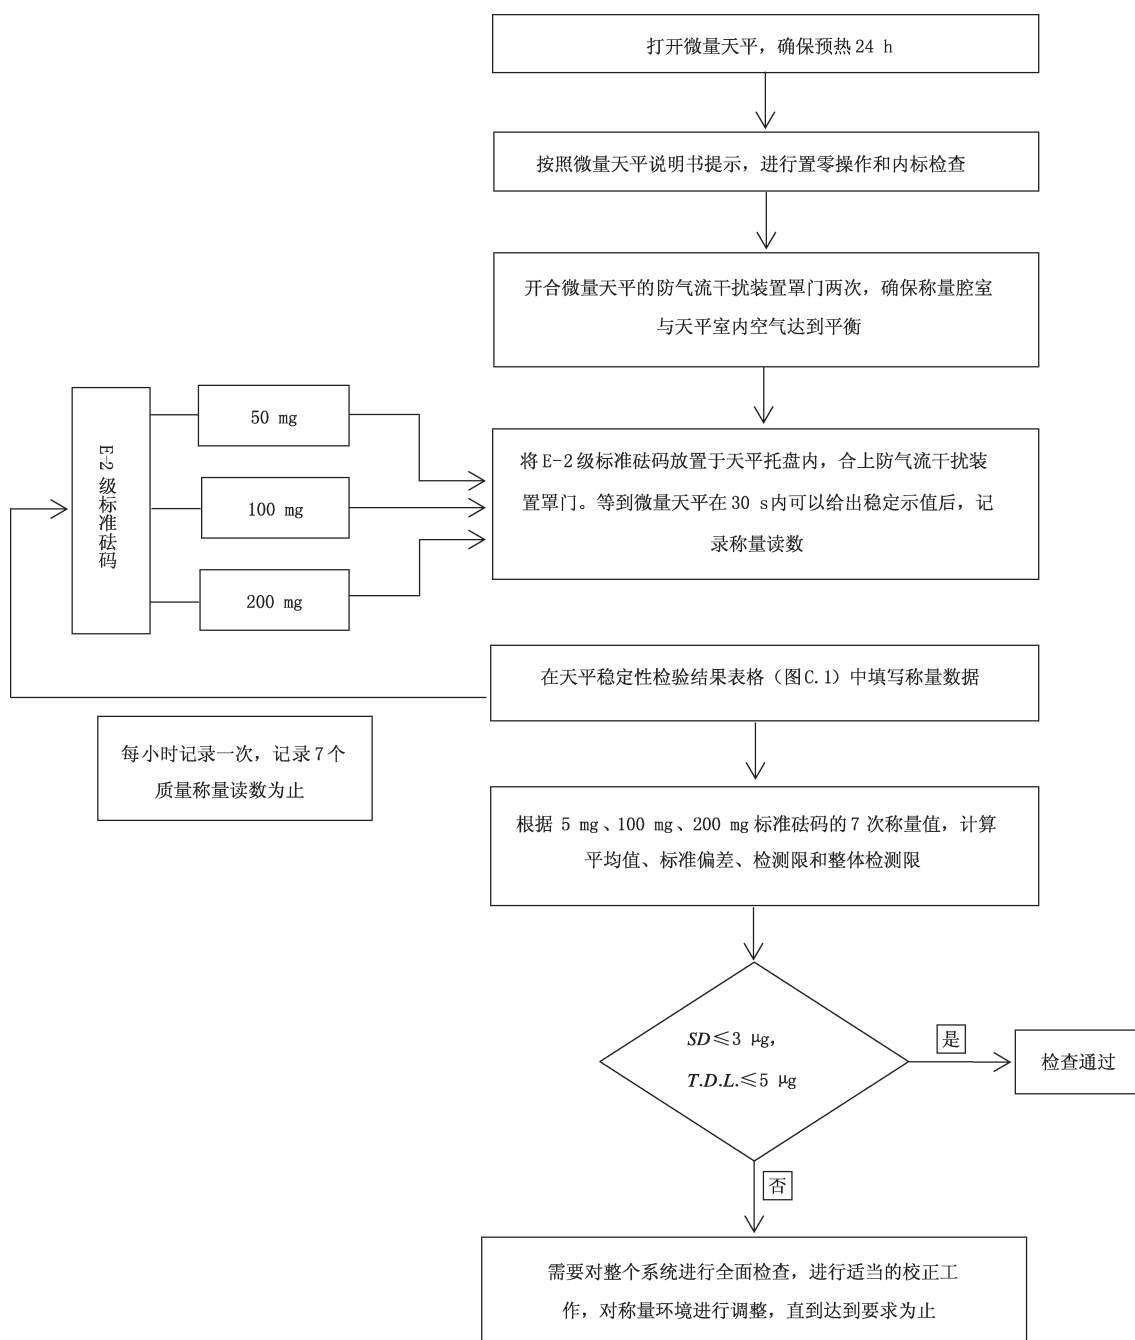 打开微量天平，确保预热 24 h
按照微量天平说明书提示，进行置零操作和内标检查
开合微量天平的防气流干扰装置罩门两次，确保称量腔室
与天平室内空气达到平衡
E-2级标准砝码
50 mg
100 mg
200 mg
将 E-2 级标准砝码放置于天平托盘内，合上防气流干扰装
置罩门。等到微量天平在 30 s内可以给出稳定示值后，记
录称量读数
在天平稳定性检验结果表格（图C.1）中填写称量数据
每小时记录一次，记录 7 个
质量称量读数为止
根据 5 mg、100 mg、200 mg 标准砝码的 7 次称量值，计算
平均值、标准偏差、检测限和整体检测限
SD≤3 μg，
T.D.L.≤5 μg
是
检查通过
否
需要对整个系统进行全面检查，进行适当的校正工
作，对称量环境进行调整，直到达到要求为止